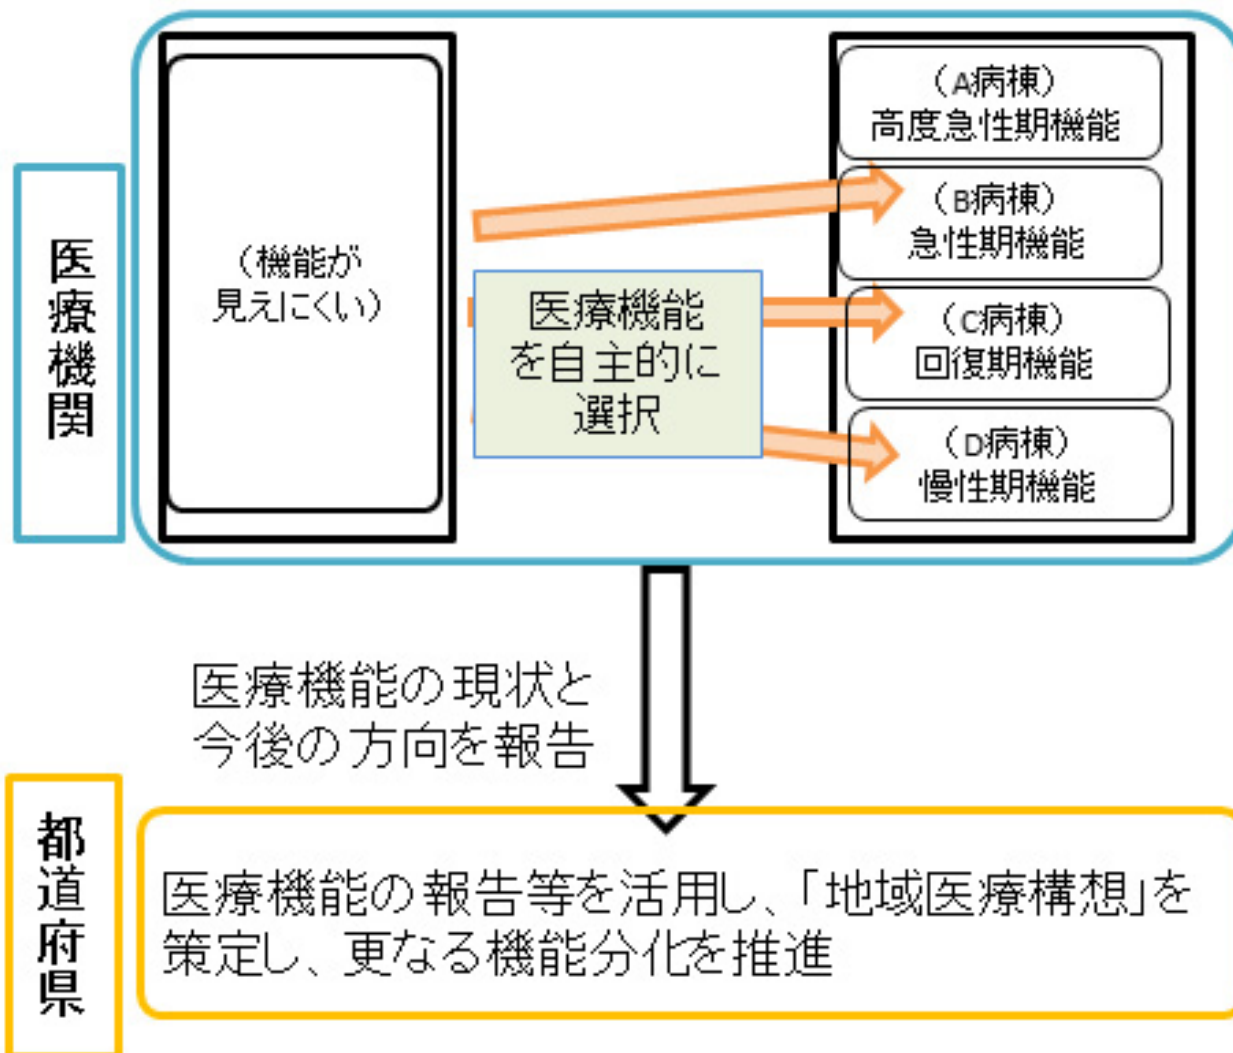 医療機関
（機能が
見えにくい）
医療機能
を自主的に
選択
（A病棟）
高度急性期機能
（B病棟）
急性期機能
（C病棟）
回復期機能
（D病棟）
慢性期機能
医療機能の現状と
今後の方向を報告
都道府県
医療機能の報告等を活用し、「地域医療構想」を
策定し、更なる機能分化を推進